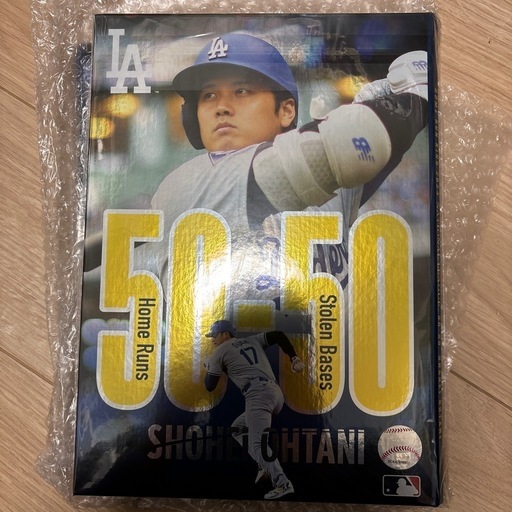 LA
LA
50-50
Home Runs
Stolen Bases
17
SHOHEI OHTANI